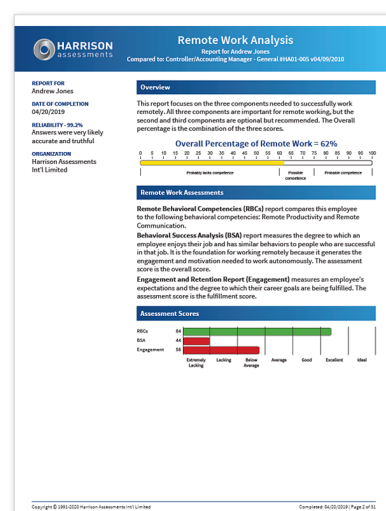 HARRISON
assessments
Remote Work Analysis
Report for Andrew Jones
Compared to: Controller/Accounting Manager - General #HA01-005 v04/09/2010
REPORT FOR
Andrew Jones
DATE OF COMPLETION
04/20/2019
RELIABILITY - 99.2%
Answers were very likely
accurate and truthful
ORGANIZATION
Harrison Assessments
Int'l Limited
Overview
This report focuses on the three components needed to successfully work
remotely. All three components are important for remote working, but the
second and third components are optional but recommended. The Overall
percentage is the combination of the three scores.
Overall Percentage of Remote Work = 62%
0 5 10 15 20 25 30 35 40 45 50 55 60 65 70 75 80 85 90 95 100
Probably lacks competence
Possible
competence
Probable competence
Remote Work Assessments
Remote Behavioral Competencies (RBCs) report compares this employee
to the following behavioral competencies: Remote Productivity and Remote
Communication.
Behavioral Success Analysis (BSA) report measures the degree to which an
employee enjoys their job and has similar behaviors to people who are successful
in that job. It is the foundation for working remotely because it generates the
engagement and motivation needed to work autonomously. The assessment
score is the overall score.
Engagement and Retention Report (Engagement) measures an employee's
expectations and the degree to which their career goals are being fulfilled. The
assessment score is the fulfillment score.
Assessment Scores
RBCs 84
BSA 44
Engagement 58
Extremely
Lacking
Lacking
Below
Average
Average
Good
Excellent
Ideal
Copyright © 1991-2020 Harrison Assessments Int'l Limited
Completed: 04/20/2019 | Page 2 of 51